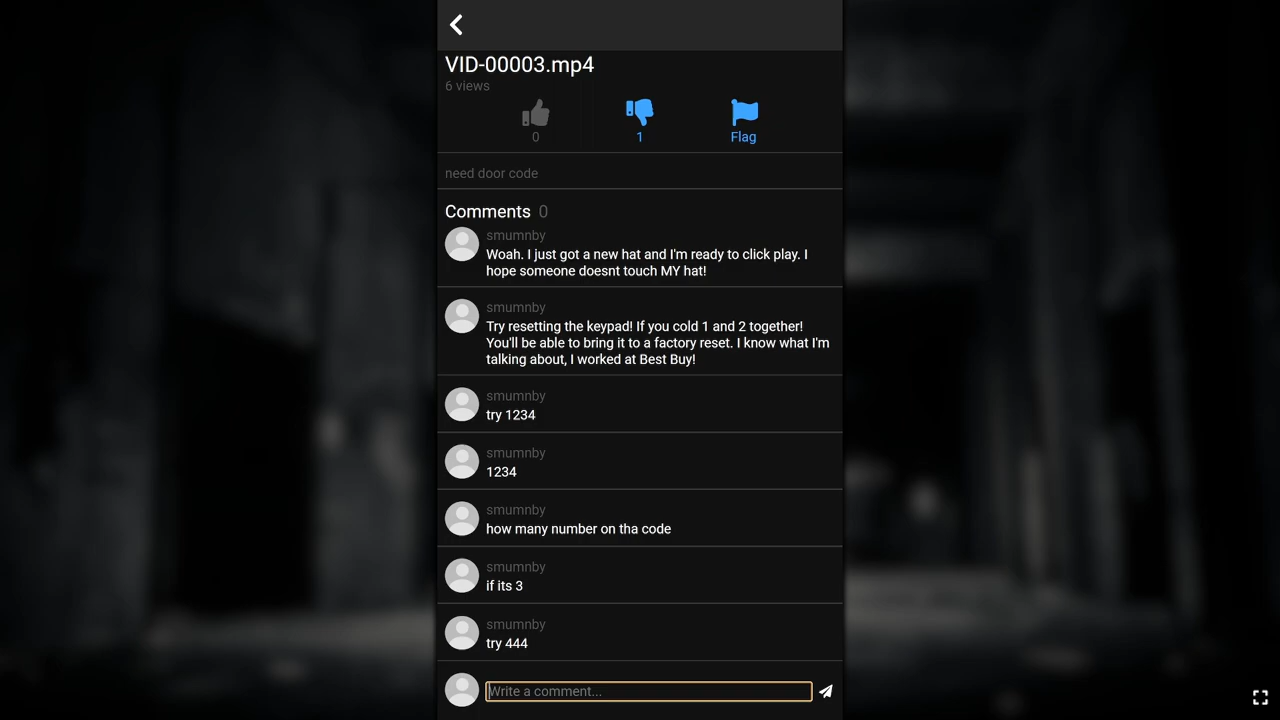 VID-00003.mp4
6 views
0
1
Flag
need door code
Comments 0
smumnby
Woah. I just got a new hat and I'm ready to click play. I
hope someone doesnt touch MY hat!
smumnby
Try resetting the keypad! If you cold 1 and 2 together!
You'll be able to bring it to a factory reset. I know what I'm
talking about, I worked at Best Buy!
smumnby
try 1234
smumnby
1234
smumnby
how many number on tha code
smumnby
if its 3
smumnby
try 444
Write a comment...